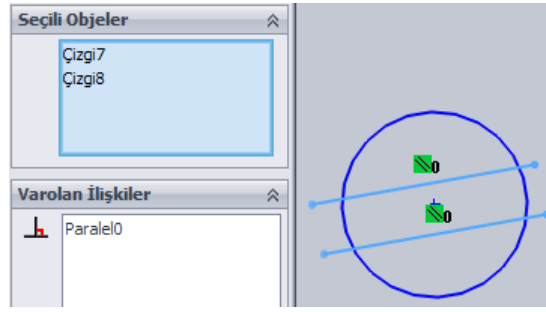 Seçili Objeler
Çizgi7
Çizgi8
Varolan İlişkiler
Paralel0
0
0